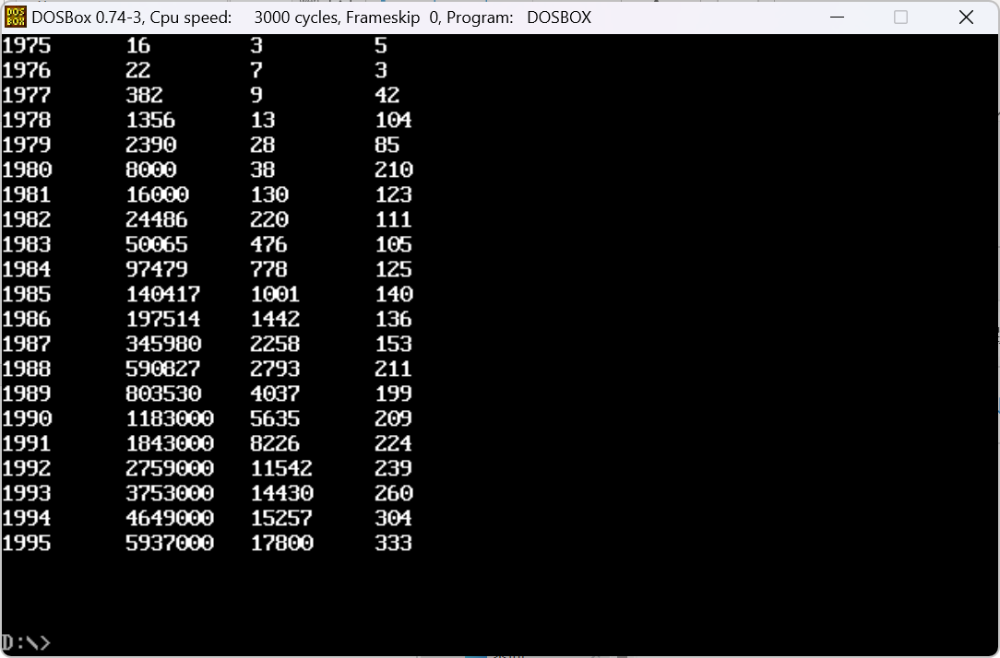 DOSBox 0.74-3, Cpu speed: 3000 cycles, Frameskip 0, Program: DOSBOX
1975 16 3 5
1976 22 7 3
1977 382 9 42
1978 1356 13 104
1979 2390 28 85
1980 8000 38 210
1981 16000 130 123
1982 24486 220 111
1983 50065 476 105
1984 97479 778 125
1985 140417 1001 140
1986 197514 1442 136
1987 345980 2258 153
1988 590827 2793 211
1989 803530 4037 199
1990 1183000 5635 209
1991 1843000 8226 224
1992 2759000 11542 239
1993 3753000 14430 260
1994 4649000 15257 304
1995 5937000 17800 333
D:\>